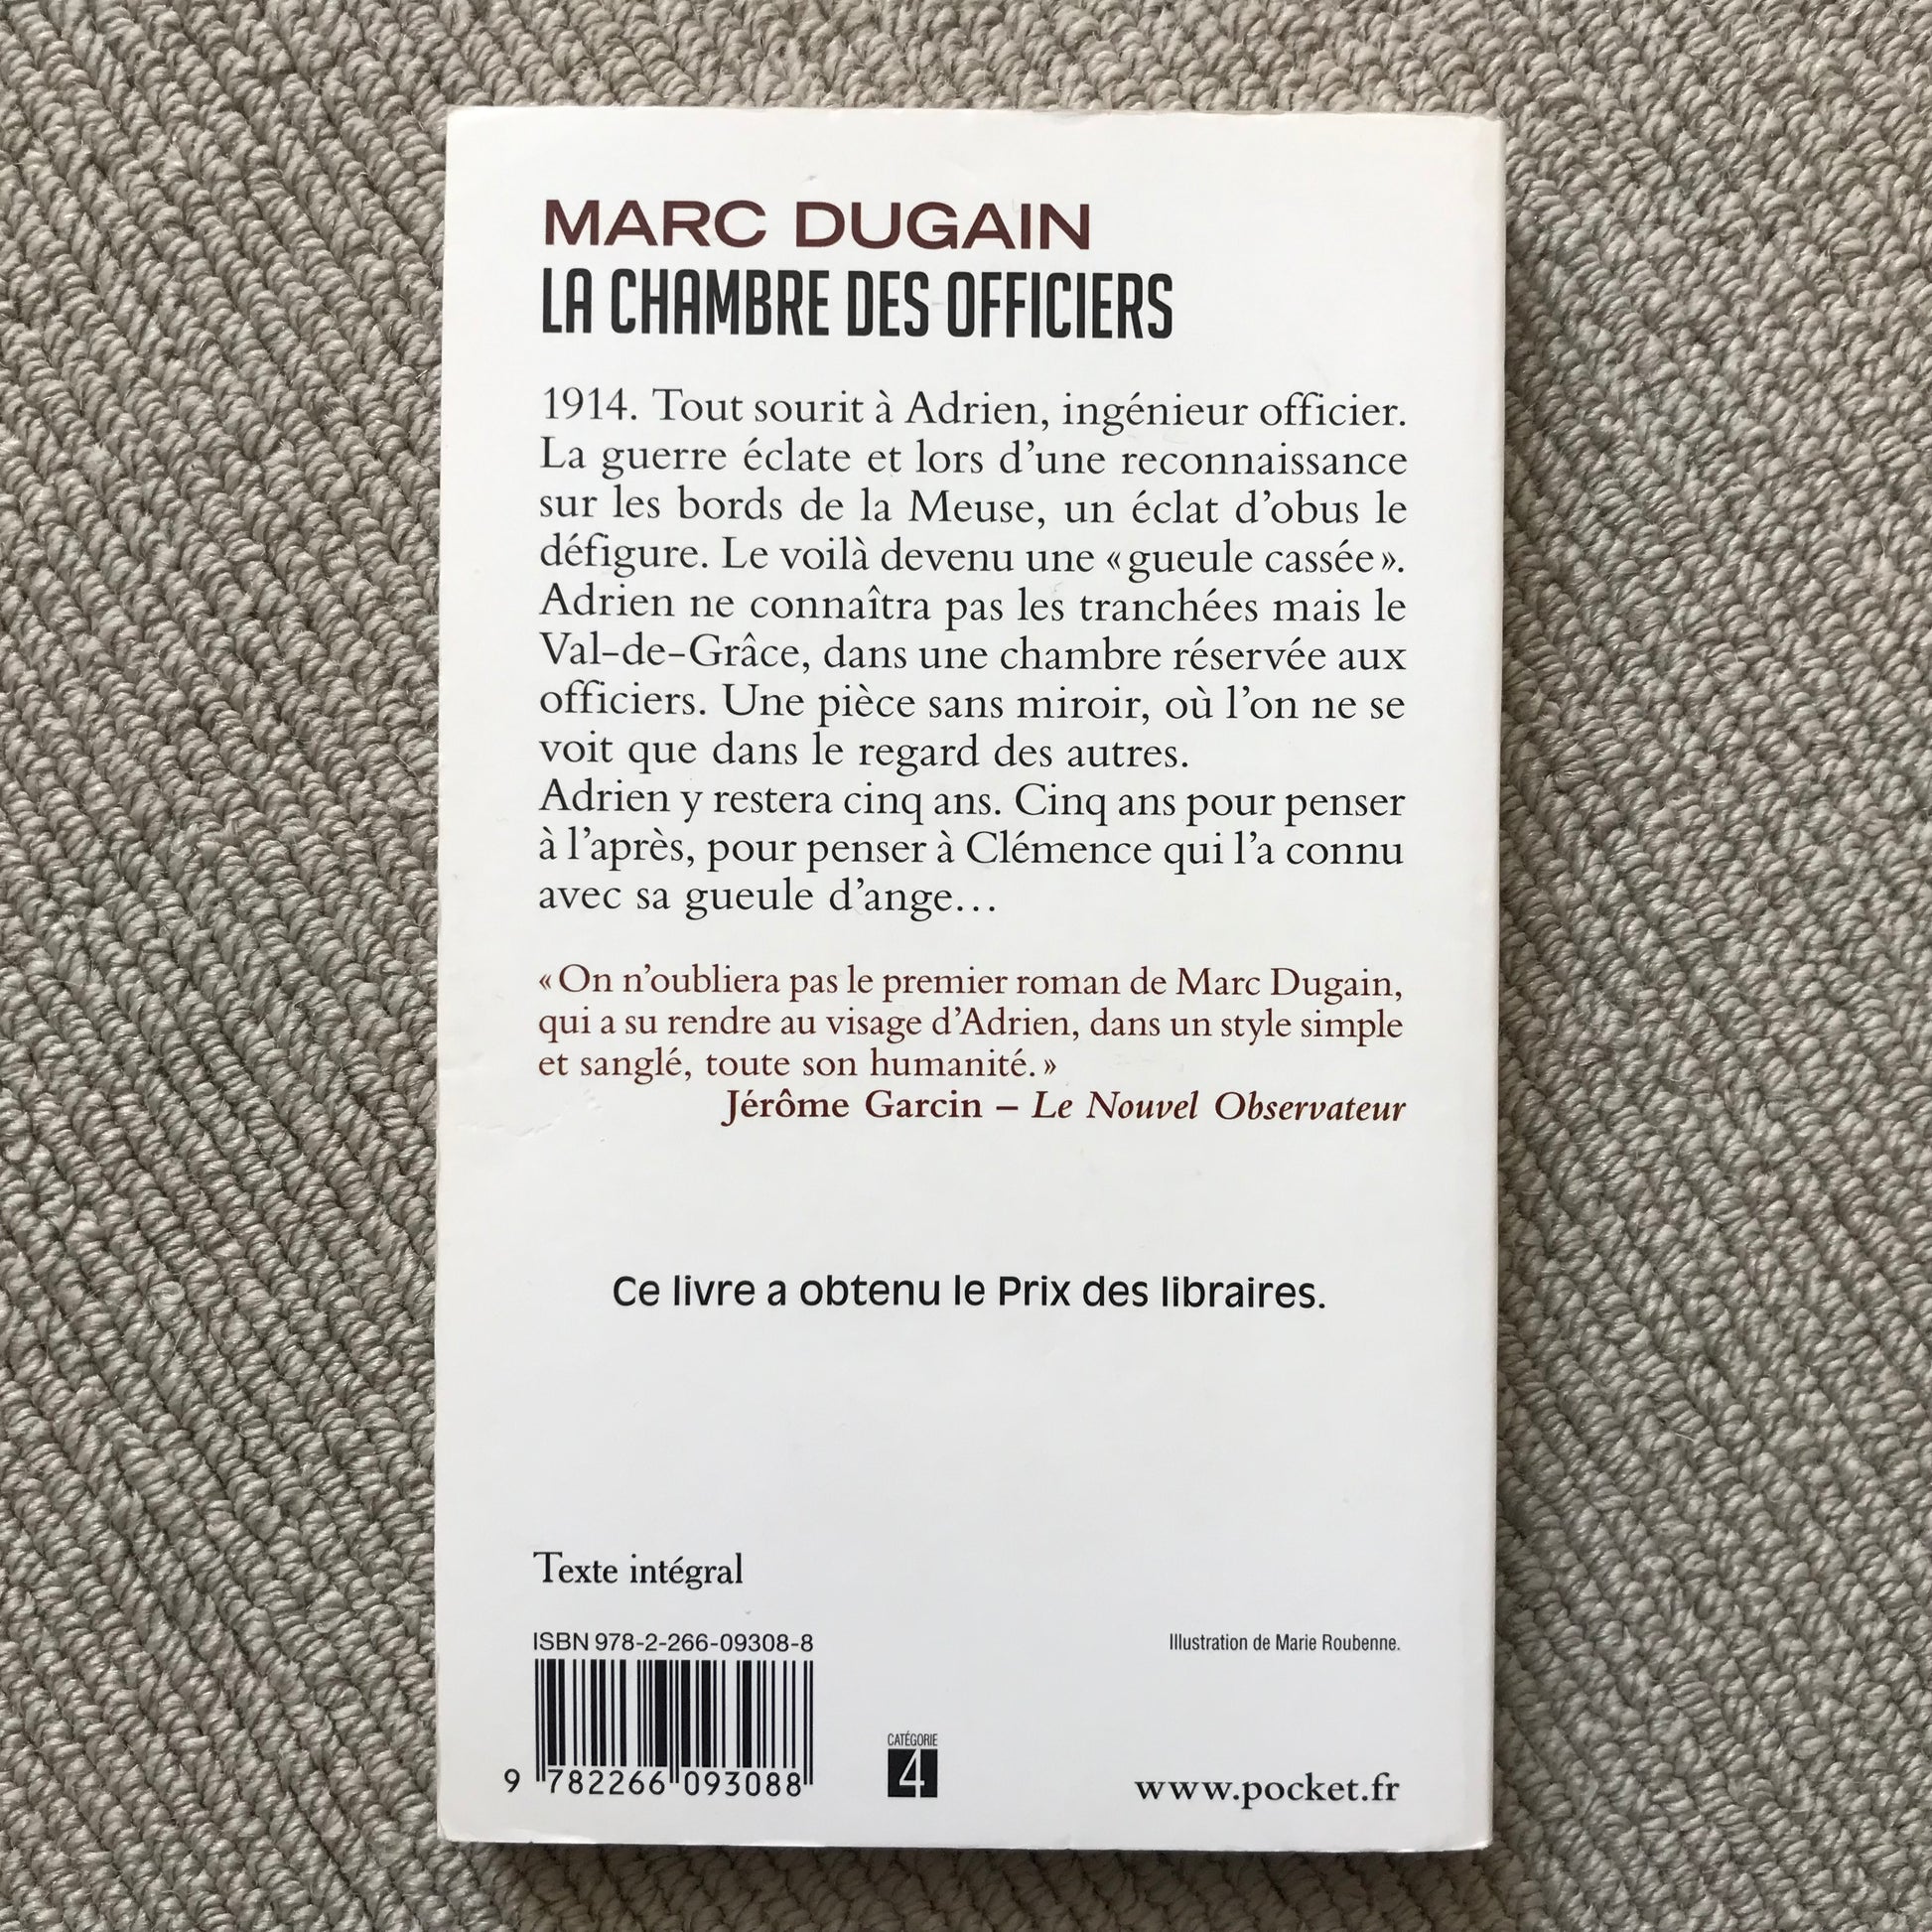 MARC DUGAIN
LA CHAMBRE DES OFFICIERS
1914. Tout sourit à Adrien, ingénieur officier.
La guerre éclate et lors d’une reconnaissance
sur les bords de la Meuse, un éclat d’obus le
défigure. Le voilà devenu une « gueule cassée ».
Adrien ne connaîtra pas les tranchées mais le
Val-de-Grâce, dans une chambre réservée aux
officiers. Une pièce sans miroir, où l’on ne se
voit que dans le regard des autres.
Adrien y restera cinq ans. Cinq ans pour penser
à l’après, pour penser à Clémence qui l’a connu
avec sa gueule d’ange…
« On n’oubliera pas le premier roman de Marc Dugain,
qui a su rendre au visage d’Adrien, dans un style simple
et sanglé, toute son humanité. »
Jérôme Garcin – Le Nouvel Observateur
Ce livre a obtenu le Prix des libraires.
Texte intégral
ISBN 978-2-266-09308-8
Illustration de Marie Roubenne.
CATÉGORIE
4
9 782266 093088
www.pocket.fr